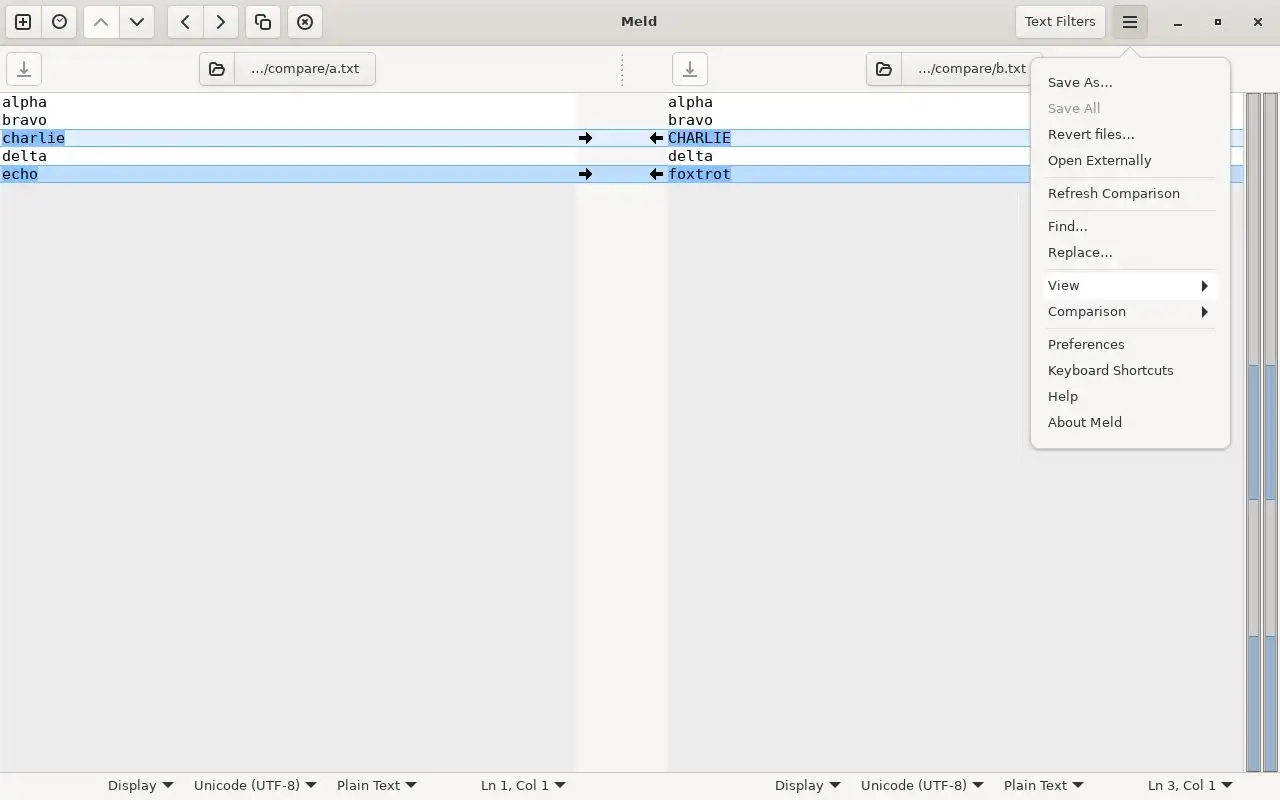 Meld
Text Filters
.../compare/a.txt
.../compare/b.txt
alpha
bravo
charlie
delta
echo
alpha
bravo
CHARLIE
delta
foxtrot
Save As...
Save All
Revert files...
Open Externally
Refresh Comparison
Find...
Replace...
View
Comparison
Preferences
Keyboard Shortcuts
Help
About Meld
Display Unicode (UTF-8) Plain Text Ln 1, Col 1
Display Unicode (UTF-8) Plain Text Ln 3, Col 1